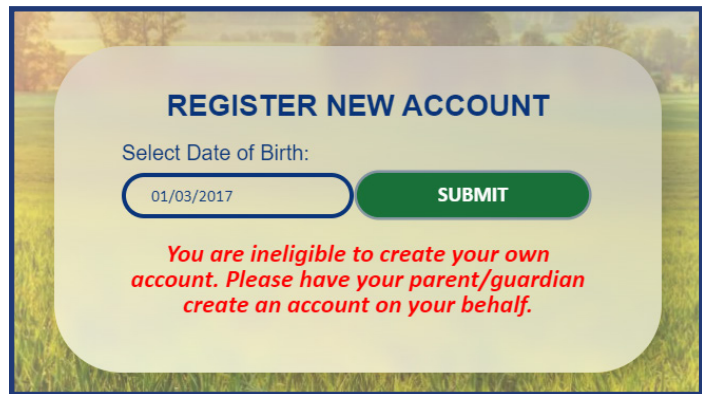 REGISTER NEW ACCOUNT
Select Date of Birth:
01/03/2017
SUBMIT
You are ineligible to create your own
account. Please have your parent/guardian
create an account on your behalf.